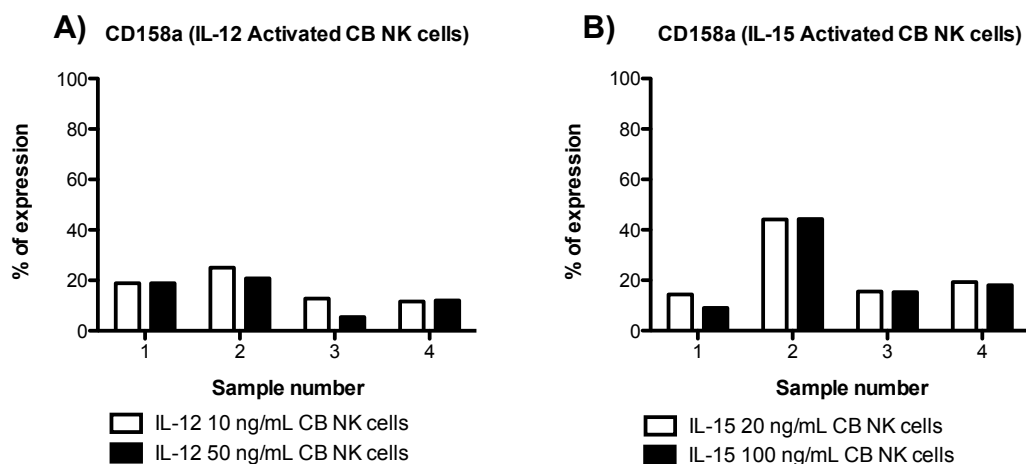 A) CD158a (IL-12 Activated CB NK cells)
% of expression
100
80
60
40
20
0
1 2 3 4
Sample number
IL-12 10 ng/mL CB NK cells
IL-12 50 ng/mL CB NK cells
B) CD158a (IL-15 Activated CB NK cells)
% of expression
100
80
60
40
20
0
1 2 3 4
Sample number
IL-15 20 ng/mL CB NK cells
IL-15 100 ng/mL CB NK cells